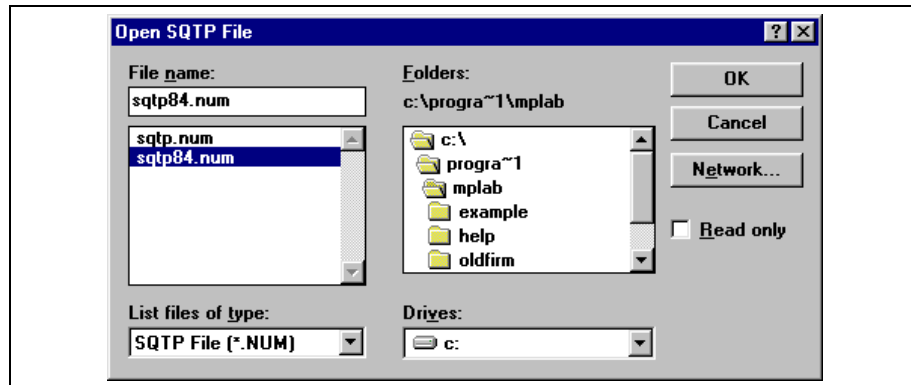 Open SQTP File
File name:
sqtp84.num
sqtp.num
sqtp84.num
List files of type:
SQTP File (*.NUM)
Folders:
c:\progra~1\mplab
c:\
progra~1
mplab
example
help
oldfirm
Drives:
c:
OK
Cancel
Network...
Read only